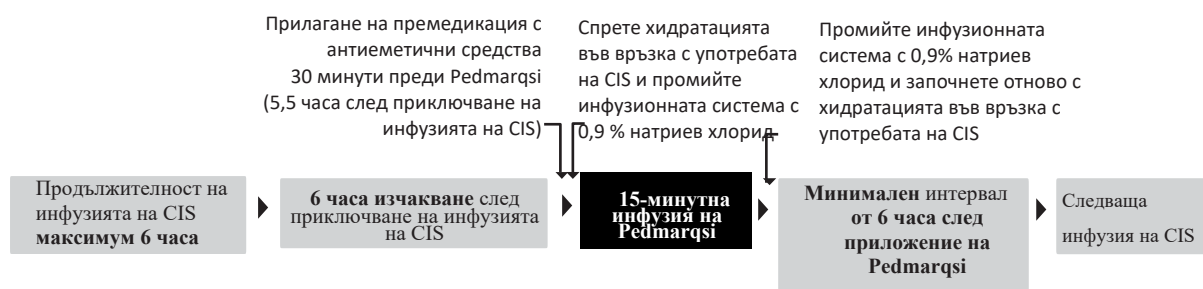 Прилагане на премедикация с
антиеметични средства
30 минути преди Pedmarqsi
(5,5 часа след приключване на
инфузията на CIS)
Спрете хидратацията
във връзка с употребата
на CIS и промийте
инфузионната система с
0,9 % натриев хлорид
Промийте инфузионната
система с 0,9% натриев
хлорид и започнете отново с
хидратацията във връзка с
употребата на CIS
Продължителност на
инфузията на CIS
максимум 6 часа
6 часа изчакване след
приключване на инфузията
на CIS
15-минутна
инфузия на
Pedmarqsi
Минимален интервал
от 6 часа след
приложение на
Pedmarqsi
Следваща
инфузия на CIS